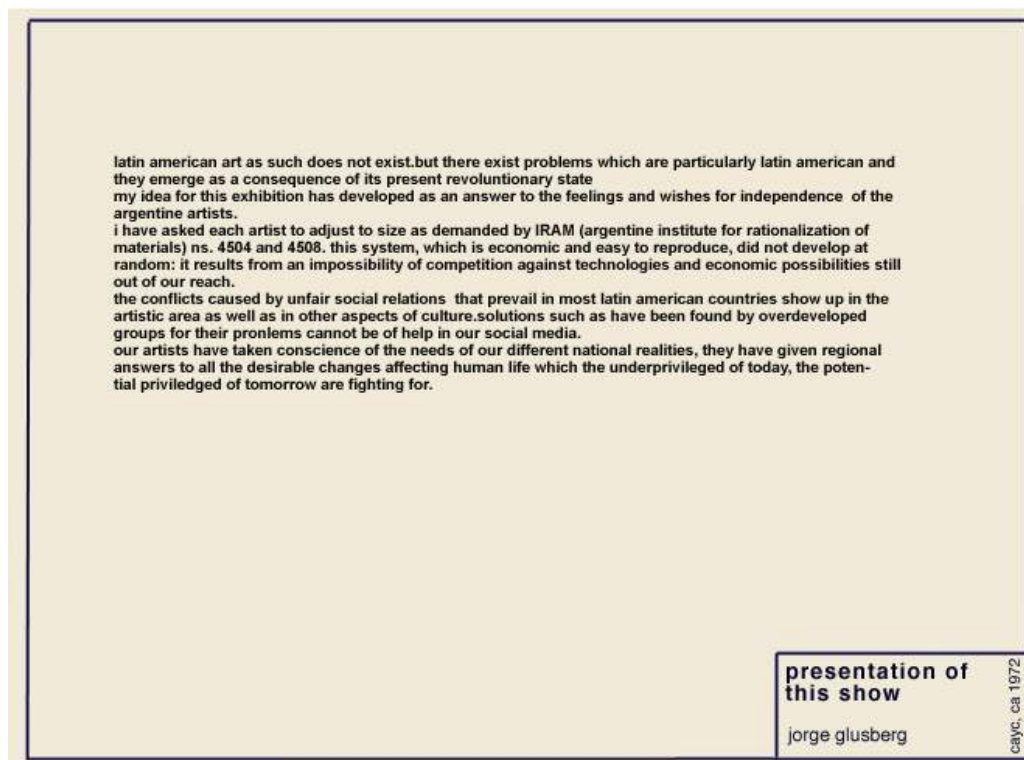 latin american art as such does not exist.but there exist problems which are particularly latin american and
they emerge as a consequence of its present revoluntionary state
my idea for this exhibition has developed as an answer to the feelings and wishes for independence  of the
argentine artists.
i have asked each artist to adjust to size as demanded by IRAM (argentine institute for rationalization of
materials) ns. 4504 and 4508. this system, which is economic and easy to reproduce, did not develop at
random: it results from an impossibility of competition against technologies and economic possibilities still
out of our reach.
the conflicts caused by unfair social relations  that prevail in most latin american countries show up in the
artistic area as well as in other aspects of culture.solutions such as have been found by overdeveloped
groups for their pronlems cannot be of help in our social media.
our artists have taken conscience of the needs of our different national realities, they have given regional
answers to all the desirable changes affecting human life which the underprivileged of today, the poten-
tial priviledged of tomorrow are fighting for.
presentation of
this show
jorge glusberg
cayc, ca 1972